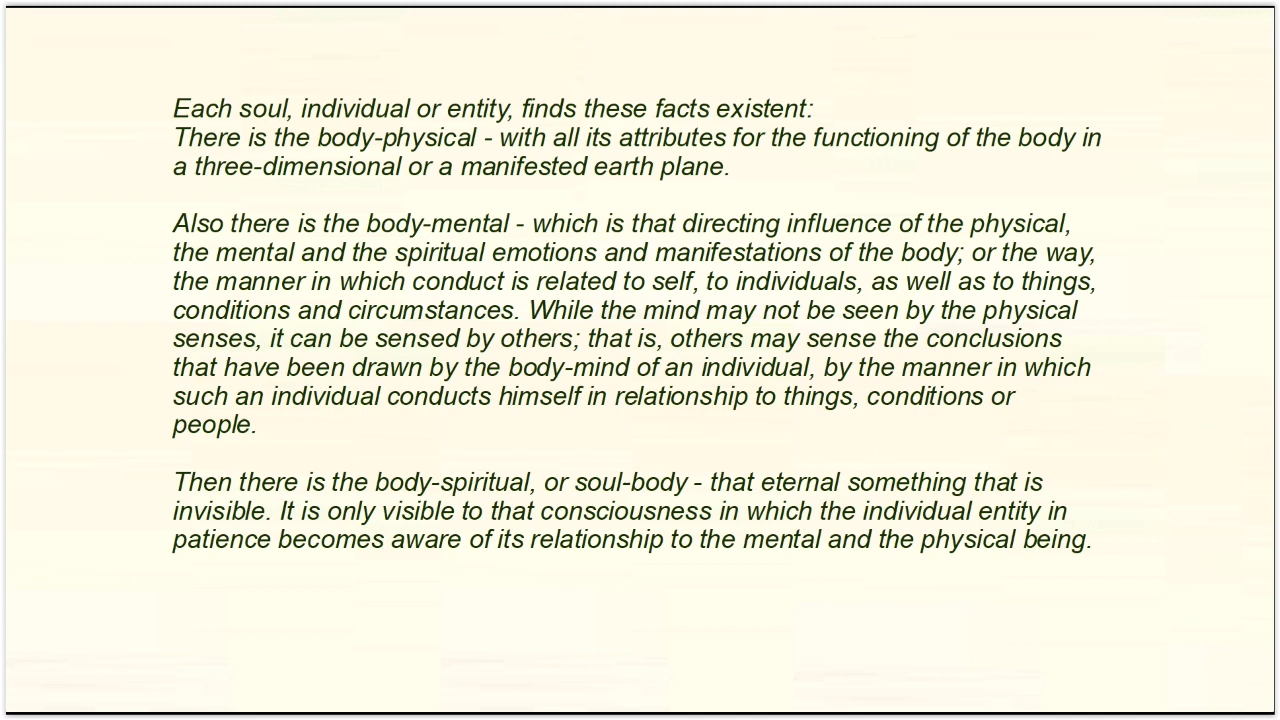 Each soul, individual or entity, finds these facts existent:
There is the body-physical - with all its attributes for the functioning of the body in
a three-dimensional or a manifested earth plane.
Also there is the body-mental - which is that directing influence of the physical,
the mental and the spiritual emotions and manifestations of the body; or the way,
the manner in which conduct is related to self, to individuals, as well as to things,
conditions and circumstances. While the mind may not be seen by the physical
senses, it can be sensed by others; that is, others may sense the conclusions
that have been drawn by the body-mind of an individual, by the manner in which
such an individual conducts himself in relationship to things, conditions or
people.
Then there is the body-spiritual, or soul-body - that eternal something that is
invisible. It is only visible to that consciousness in which the individual entity in
patience becomes aware of its relationship to the mental and the physical being.